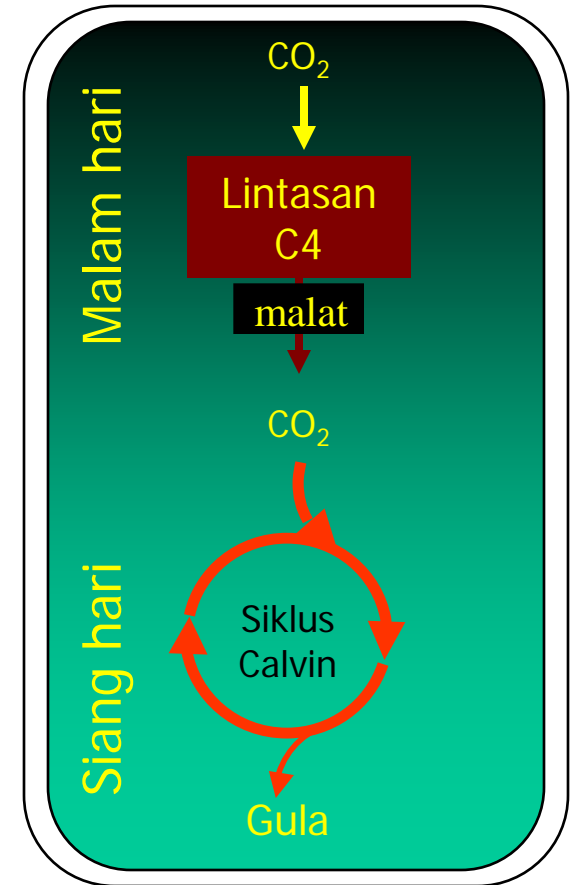 Malam hari
CO₂
Lintasan
C4
malat
CO₂
Siang hari
Siklus
Calvin
Gula